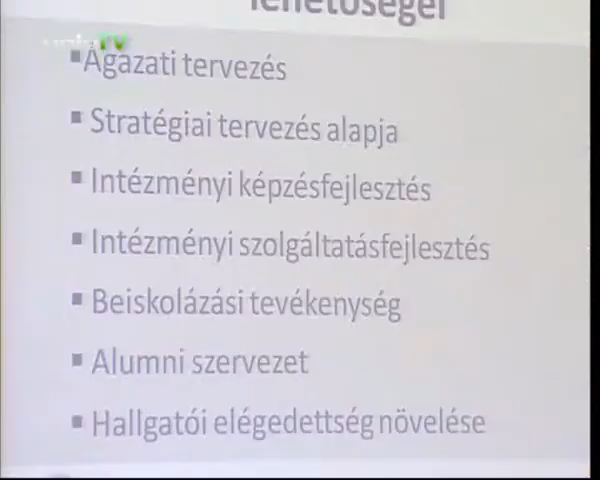 lehetőségei
Ágazati tervezés
Stratégiai tervezés alapja
Intézményi képzésfejlesztés
Intézményi szolgáltatásfejlesztés
Beiskolázási tevékenység
Alumni szervezet
Hallgatói elégedettség növelése